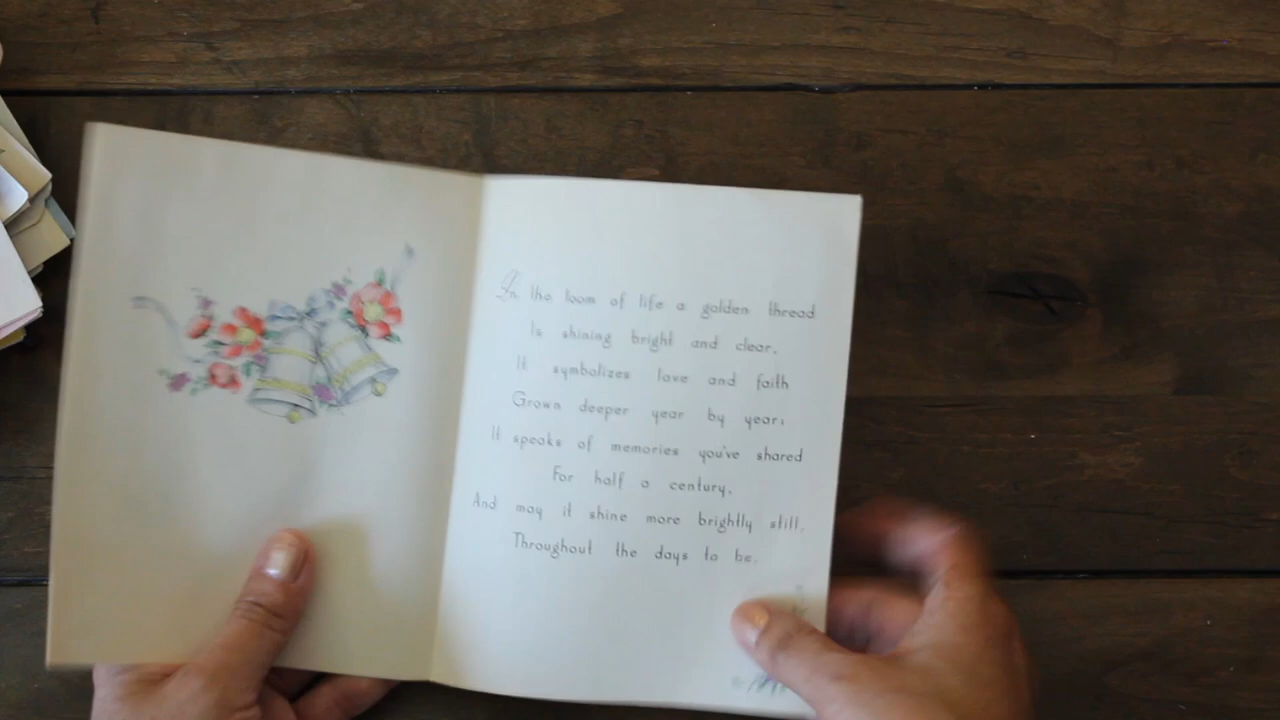 In the loom of life a golden thread
Is shining bright and clear,
It symbolizes love and faith
Grown deeper year by year;
It speaks of memories you've shared
For half a century,
And may it shine more brightly still,
Throughout the days to be.